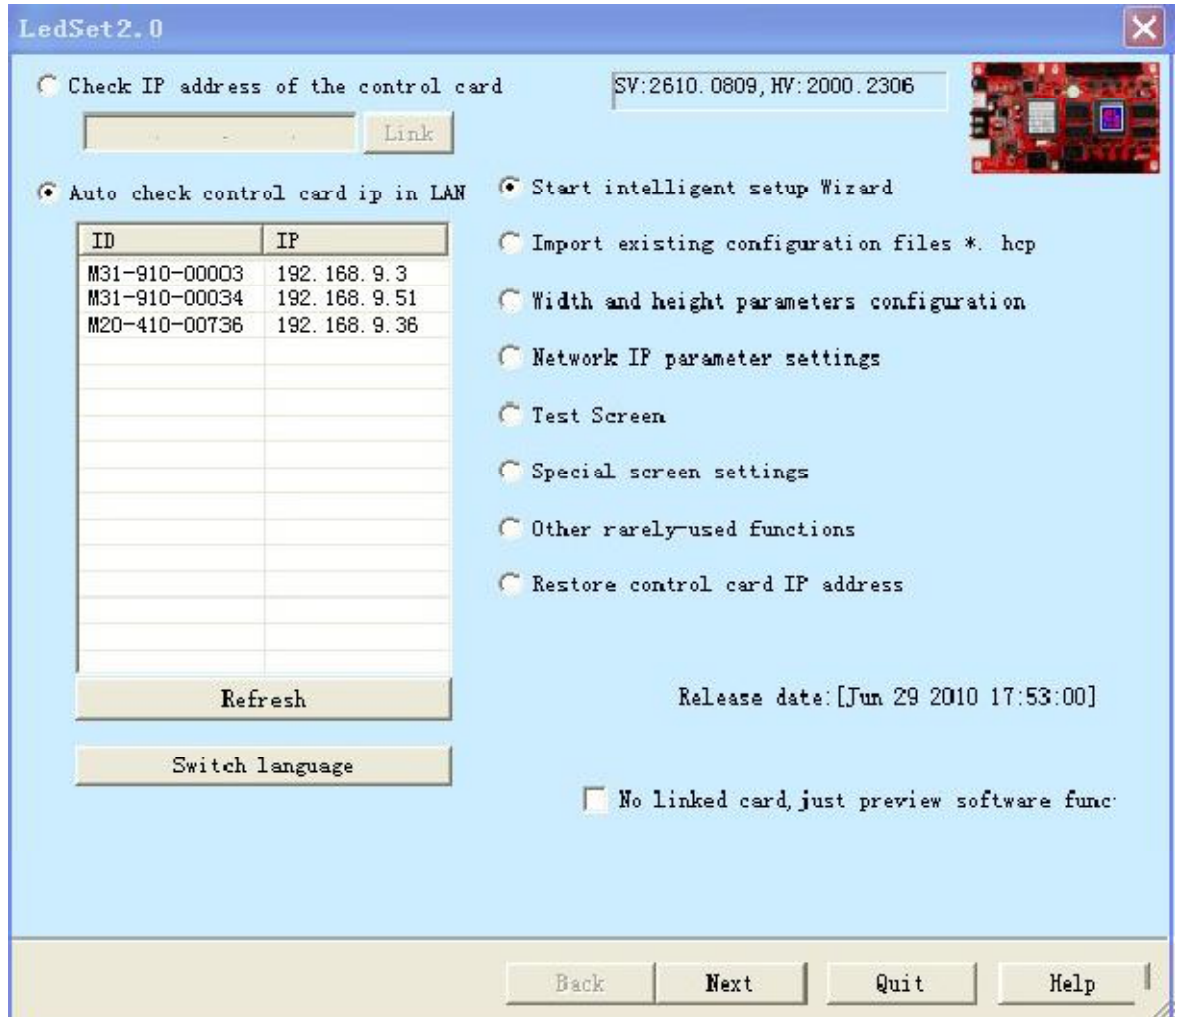 LedSet2.0
Check IP address of the control card
SV:2610.0809,HV:2000.2306
Link
Auto check control card ip in LAN
ID IP
M31-910-00003 192.168.9.3
M31-910-00034 192.168.9.51
M20-410-00736 192.168.9.36
Refresh
Switch language
Start intelligent setup Wizard
Import existing configuration files *. hcp
Width and height parameters configuration
Network IP parameter settings
Test Screen
Special screen settings
Other rarely-used functions
Restore control card IP address
Release date:[Jun 29 2010 17:53:00]
No linked card,just preview software func
Back Next Quit Help